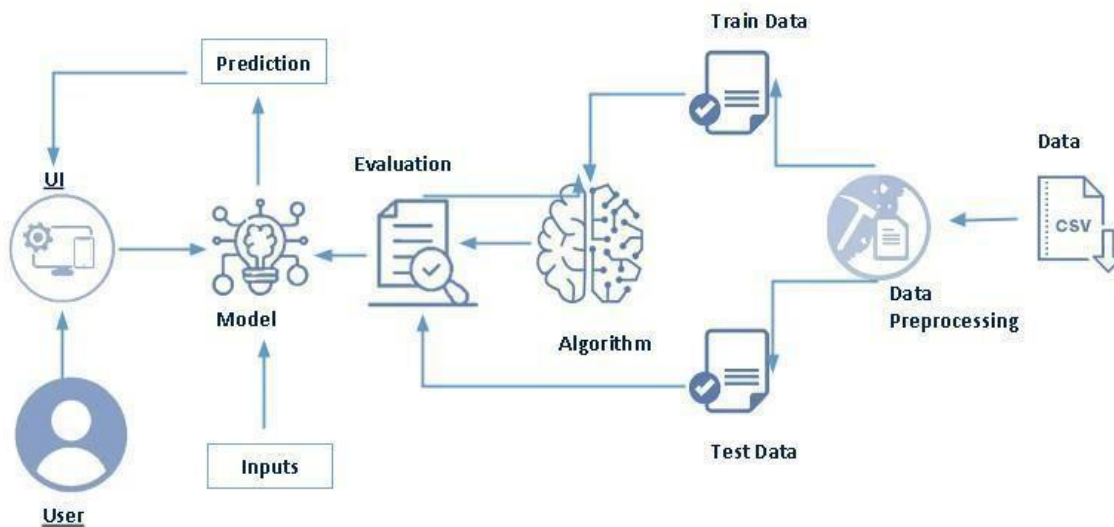 Train Data
Prediction
Data
Evaluation
UI
CSV
Model
Data
Preprocessing
Algorithm
Test Data
Inputs
User